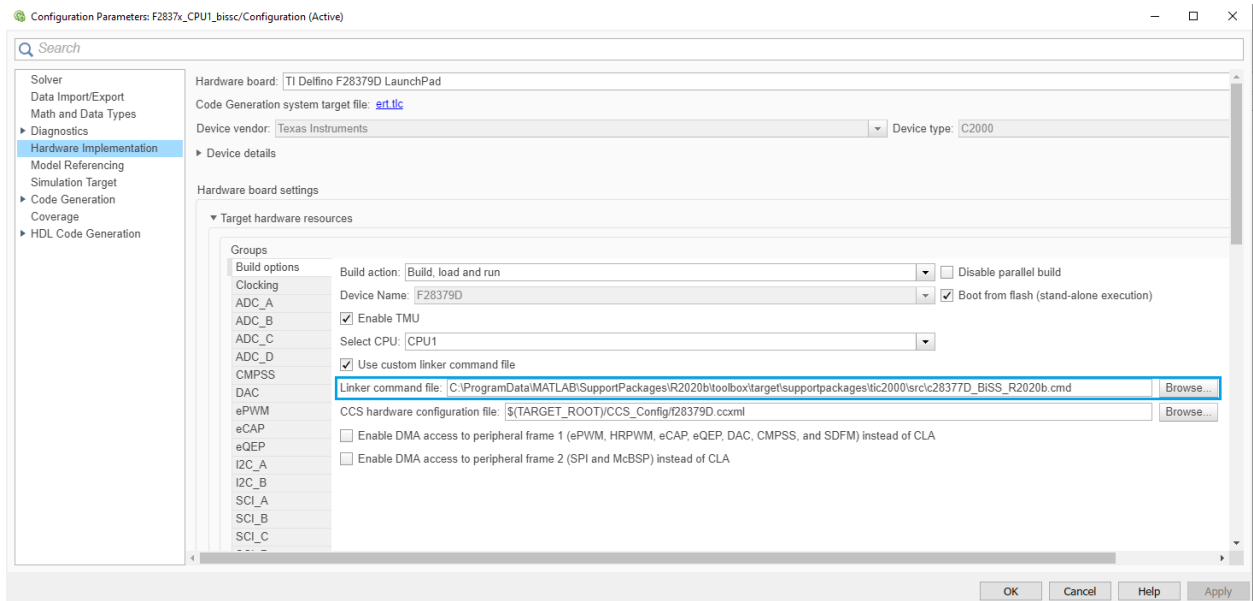 Configuration Parameters: F2837x_CPU1_bissc/Configuration (Active)
Search
Solver
Data Import/Export
Math and Data Types
Diagnostics
Hardware Implementation
Model Referencing
Simulation Target
Code Generation
Coverage
HDL Code Generation
Hardware board: TI Delfino F28379D LaunchPad
Code Generation system target file: ert.tlc
Device vendor: Texas Instruments Device type: C2000
Device details
Hardware board settings
Target hardware resources
Groups
Build options
Clocking
ADC_A
ADC_B
ADC_C
ADC_D
CMPSS
DAC
ePWM
eCAP
eQEP
I2C_A
I2C_B
SCI_A
SCI_B
SCI_C
Build action: Build, load and run Disable parallel build
Device Name: F28379D Boot from flash (stand-alone execution)
Enable TMU
Select CPU: CPU1
Use custom linker command file
Linker command file: C:\ProgramData\MATLAB\SupportPackages\R2020b\toolbox\target\supportpackages\tic2000\src\c28377D_BiSS_R2020b.cmd Browse...
CCS hardware configuration file: $(TARGET_ROOT)/CCS_Config/f28379D.ccxml Browse...
Enable DMA access to peripheral frame 1 (ePWM, HRPWM, eCAP, eQEP, DAC, CMPSS, and SDFM) instead of CLA
Enable DMA access to peripheral frame 2 (SPI and McBSP) instead of CLA
OK Cancel Help Apply